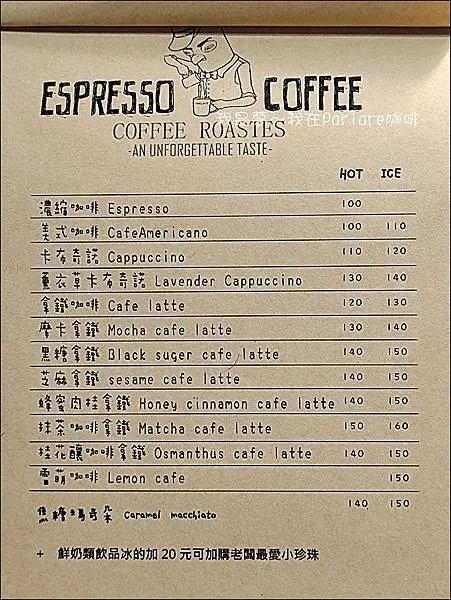 ESPRESSO COFFEE
我在Parlare咖啡
COFFEE ROASTES
-AN UNFORGETTABLE TASTE-
HOT ICE
濃縮咖啡 Espresso 100
美式咖啡 CafeAmericano 100 110
卡布奇諾 Cappuccino 110 120
薰衣草卡布奇諾 Lavender Cappuccino 130 140
拿鐵咖啡 Cafe latte 120 130
摩卡拿鐵 Mocha cafe latte 130 140
黑糖拿鐵 Black suger cafe latte 140 150
芝麻拿鐵 sesame cafe latte 140 150
蜂蜜肉桂拿鐵 Honey cinnamon cafe latte 140 150
抹茶咖啡拿鐵 Matcha cafe latte 150 160
桂花釀咖啡拿鐵 Osmanthus cafe latte 140 150
雪萌咖啡 Lemon cafe 150
焦糖瑪奇朵 Caramel macchiato 140 150
+ 鮮奶類飲品冰的加 20 元可加購老闆最愛小珍珠